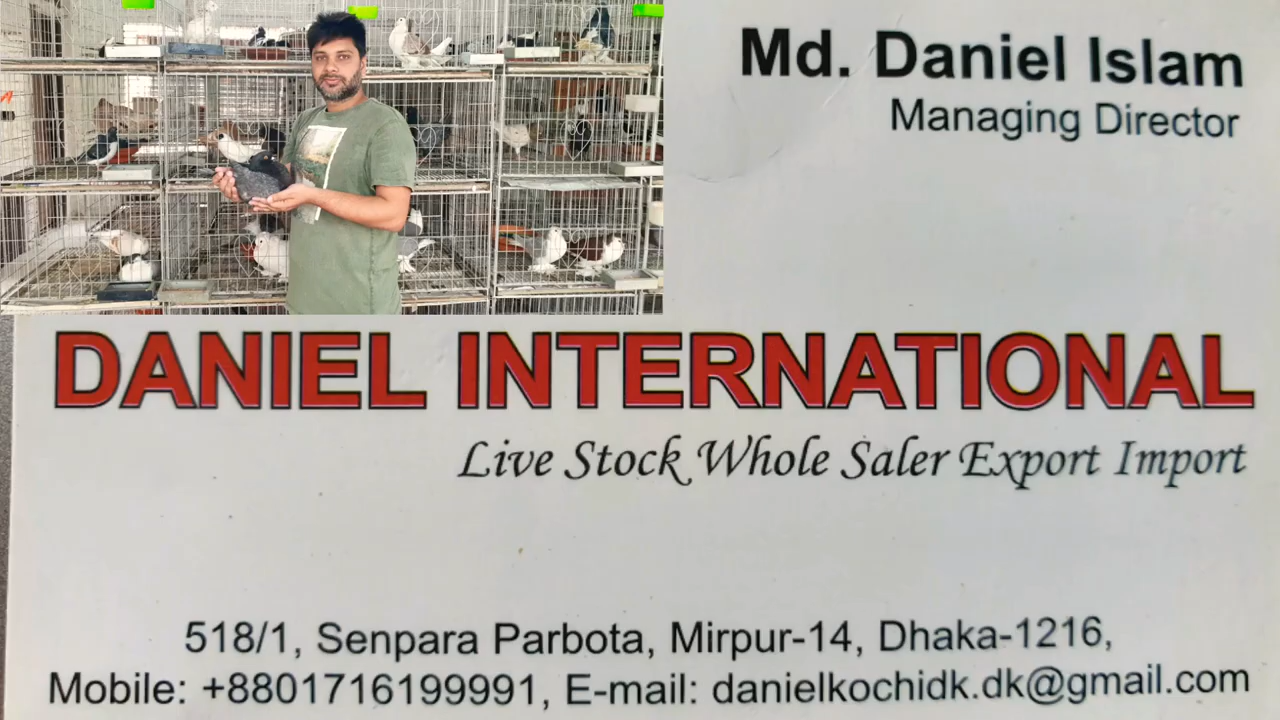 Md. Daniel Islam
Managing Director
DANIEL INTERNATIONAL
Live Stock Whole Saler Export Import
518/1, Senpara Parbota, Mirpur-14, Dhaka-1216,
Mobile: +8801716199991, E-mail: danielkochidk.dk@gmail.com